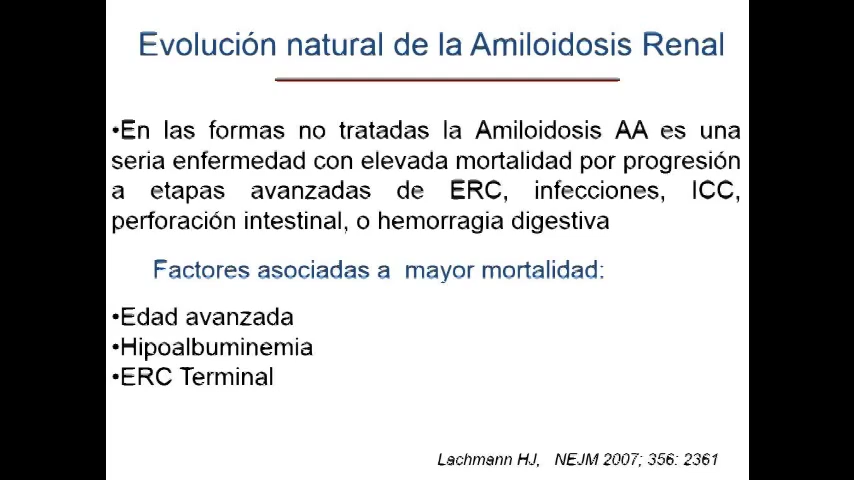 Evolución natural de la Amiloidosis Renal
•En las formas no tratadas la Amiloidosis AA es una
seria enfermedad con elevada mortalidad por progresión
a etapas avanzadas de ERC, infecciones, ICC,
perforación intestinal, o hemorragia digestiva
Factores asociadas a mayor mortalidad:
•Edad avanzada
•Hipoalbuminemia
•ERC Terminal
Lachmann HJ, NEJM 2007; 356: 2361